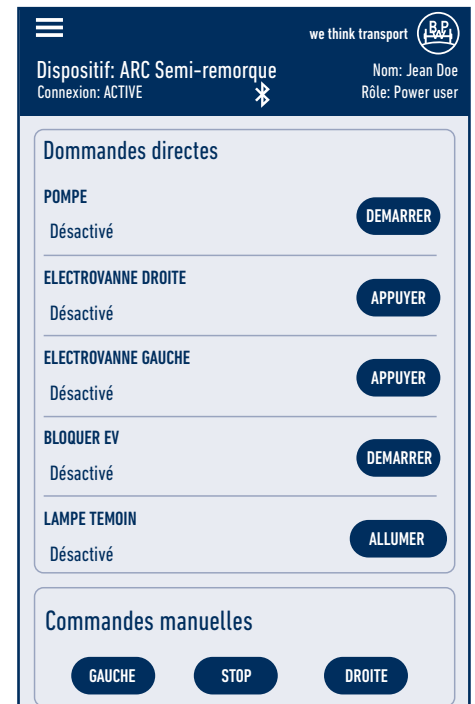 we think transport BPW
Dispositif: ARC Semi-remorque
Nom: Jean Doe
Connexion: ACTIVE
Rôle: Power user
Dommandes directes
POMPE
Désactivé
DEMARRER
ELECTROVANNE DROITE
Désactivé
APPUYER
ELECTROVANNE GAUCHE
Désactivé
APPUYER
BLOQUER EV
Désactivé
DEMARRER
LAMPE TEMOIN
Désactivé
ALLUMER
Commandes manuelles
GAUCHE STOP DROITE